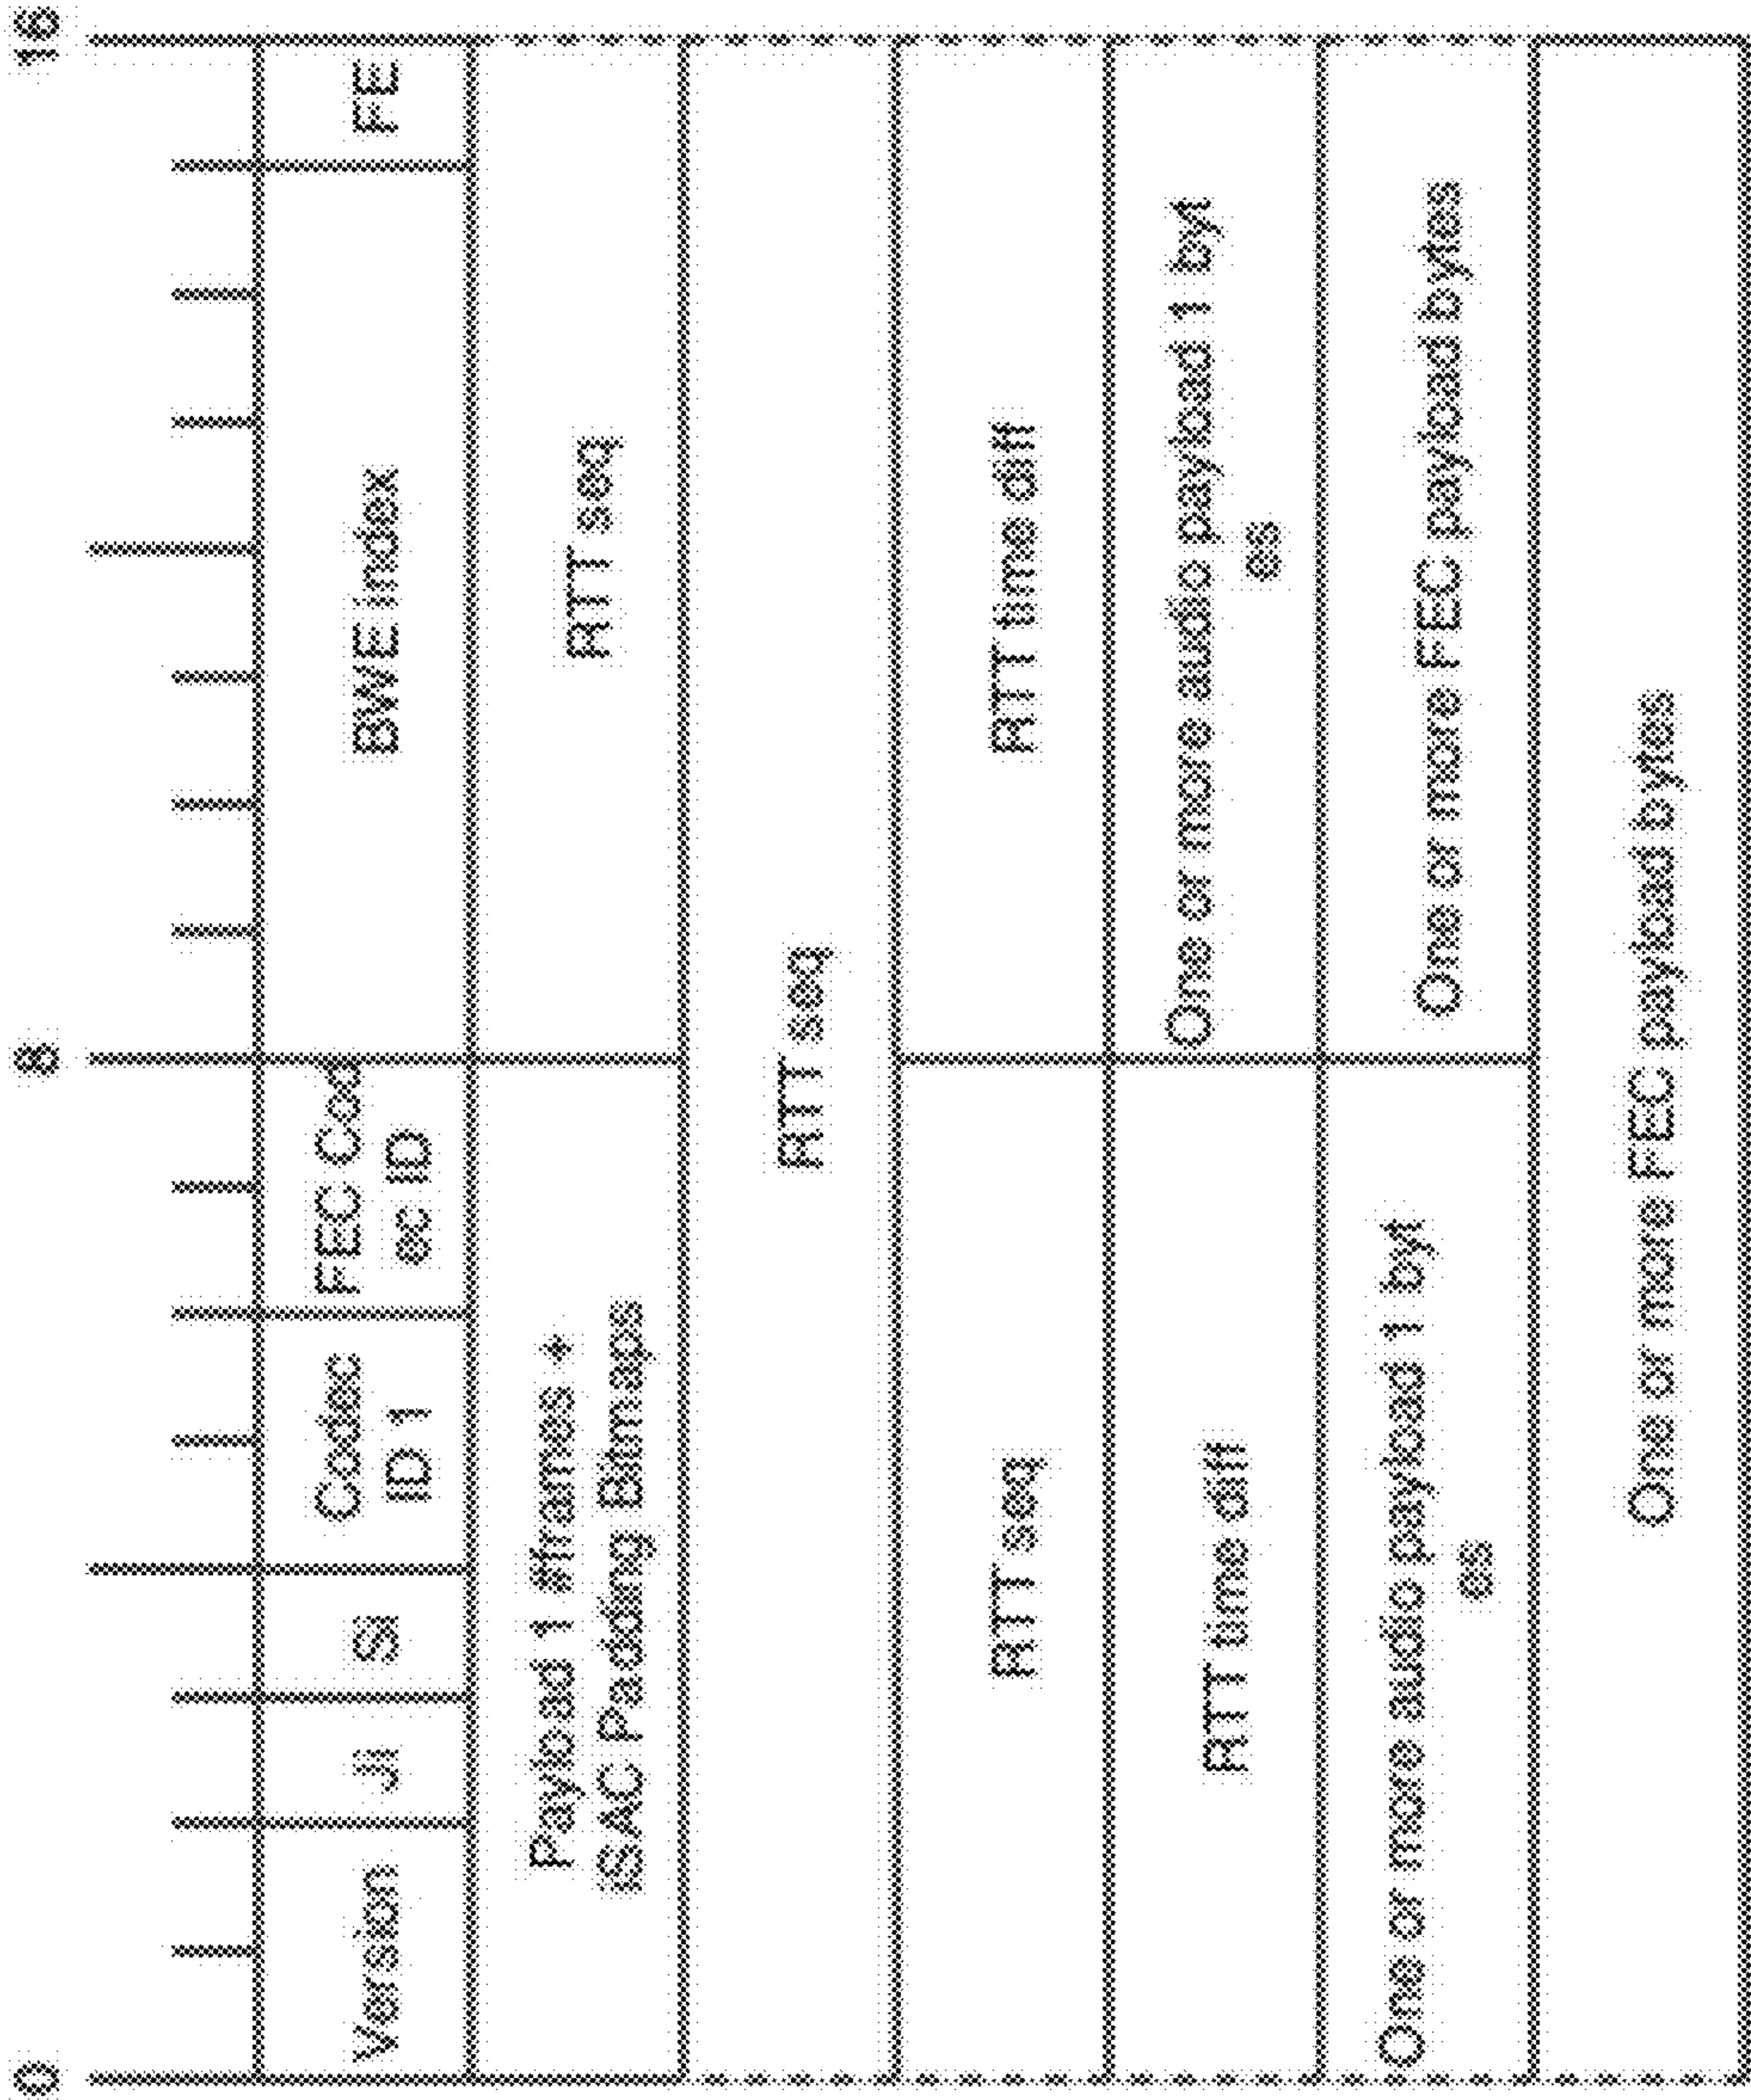 0 8 16
Version Ji SI Codec FEC Cod BWE index FE
ID 1 ec ID
Payload 1 #frames + RTT seq
iSAC Padding Bitmaps
RTT seq
RTT seq RTT time diff
RTT time diff One or more audio payload 1 byt
es
One or more audio payload 1 byt One or more FEC payload bytes
es
One or more FEC payload bytes